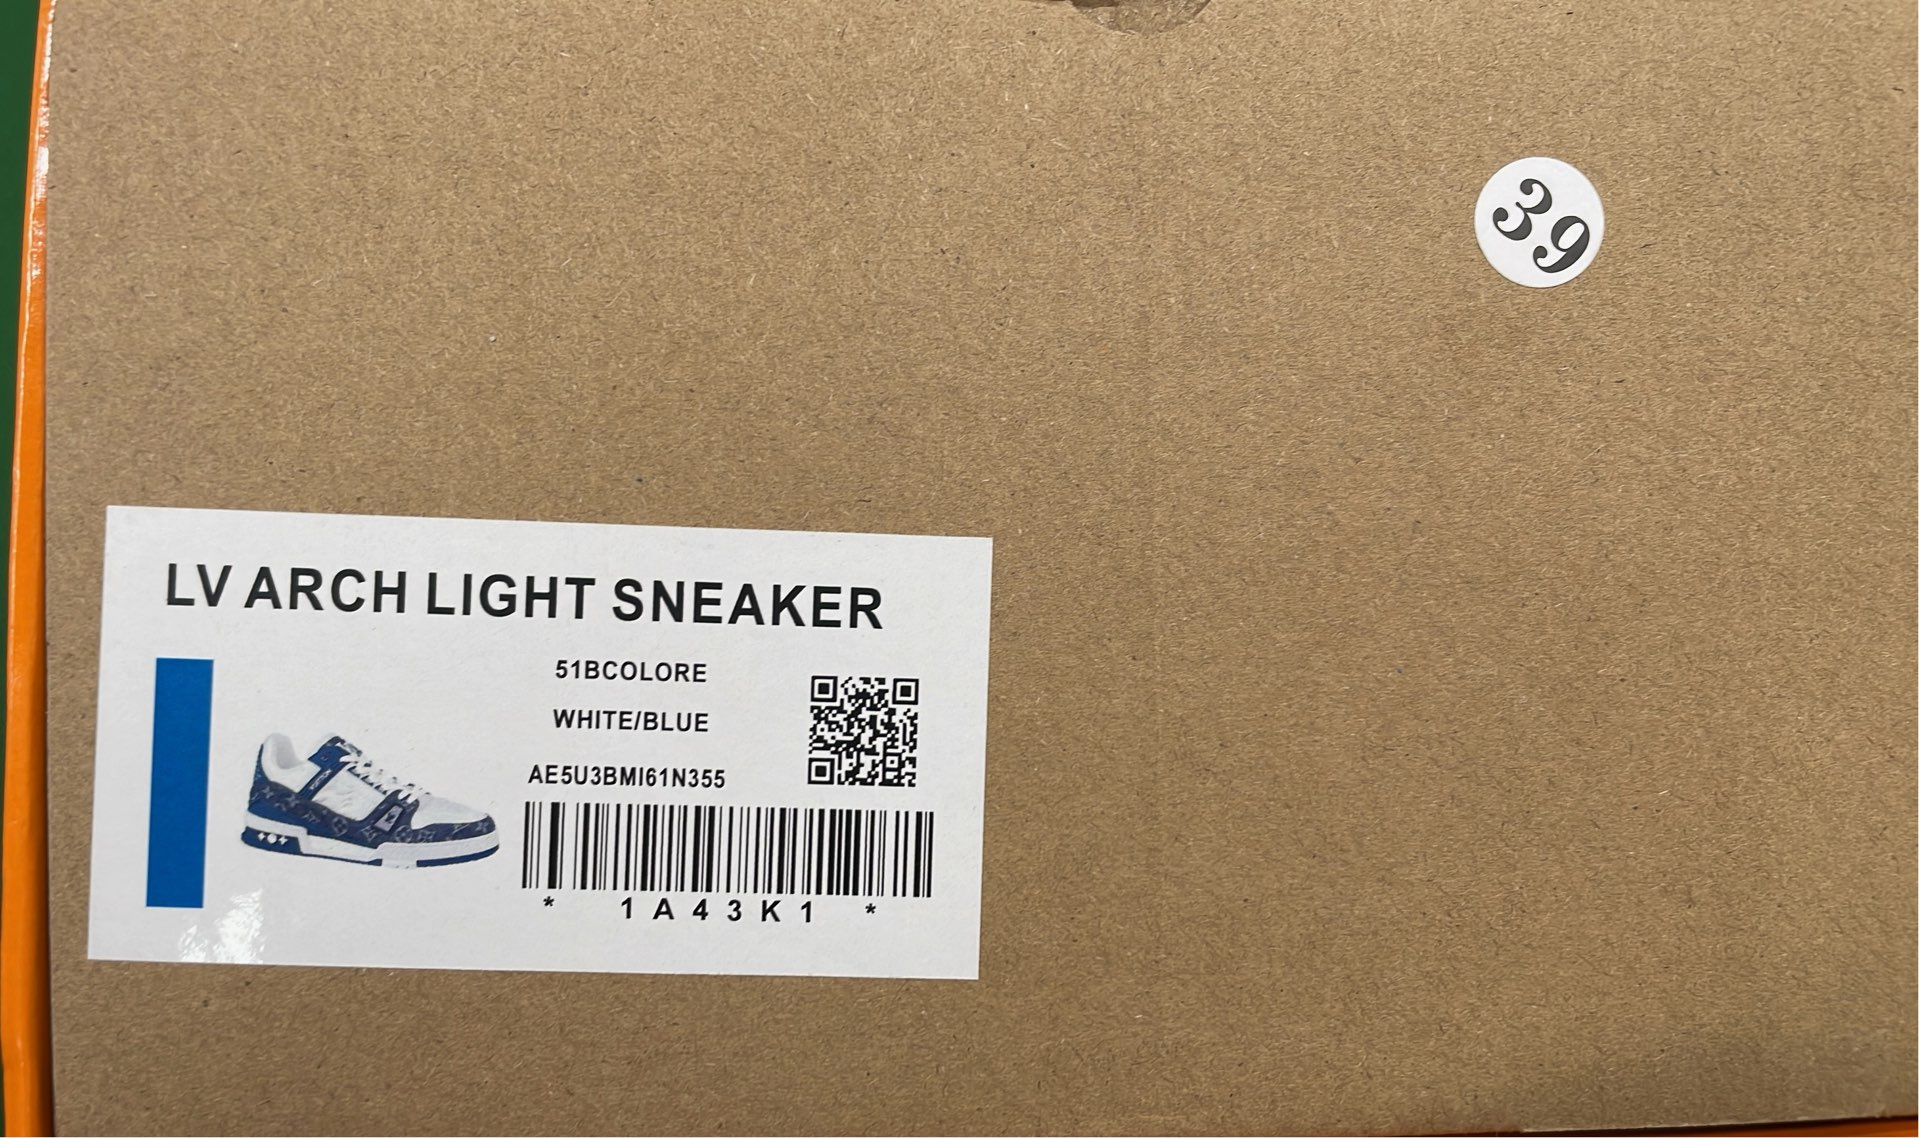 39
LV ARCH LIGHT SNEAKER
51BCOLORE
WHITE/BLUE
AE5U3BMI61N355
* 1A43K1 *